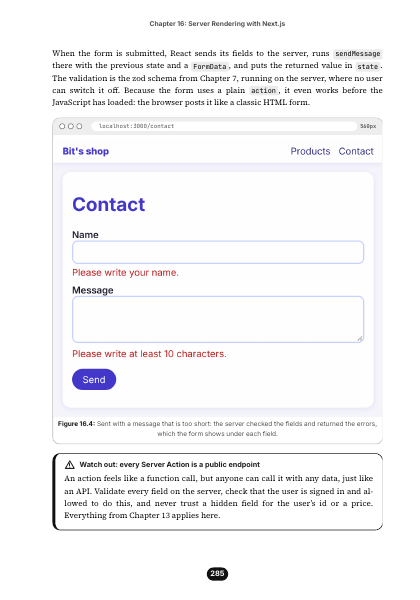 Chapter 16: Server Rendering with Next.js
When the form is submitted, React sends its fields to the server, runs sendMessage
there with the previous state and a FormData, and puts the returned value in state.
The validation is the zod schema from Chapter 7, running on the server, where no user
can switch it off. Because the form uses a plain action, it even works before the
JavaScript has loaded: the browser posts it like a classic HTML form.
localhost:3000/contact 560px
Bit's shop Products Contact
Contact
Name
Please write your name.
Message
Please write at least 10 characters.
Send
Figure 16.4: Sent with a message that is too short: the server checked the fields and returned the errors,
which the form shows under each field.
Watch out: every Server Action is a public endpoint
An action feels like a function call, but anyone can call it with any data, just like
an API. Validate every field on the server, check that the user is signed in and al-
lowed to do this, and never trust a hidden field for the user's id or a price.
Everything from Chapter 13 applies here.
285